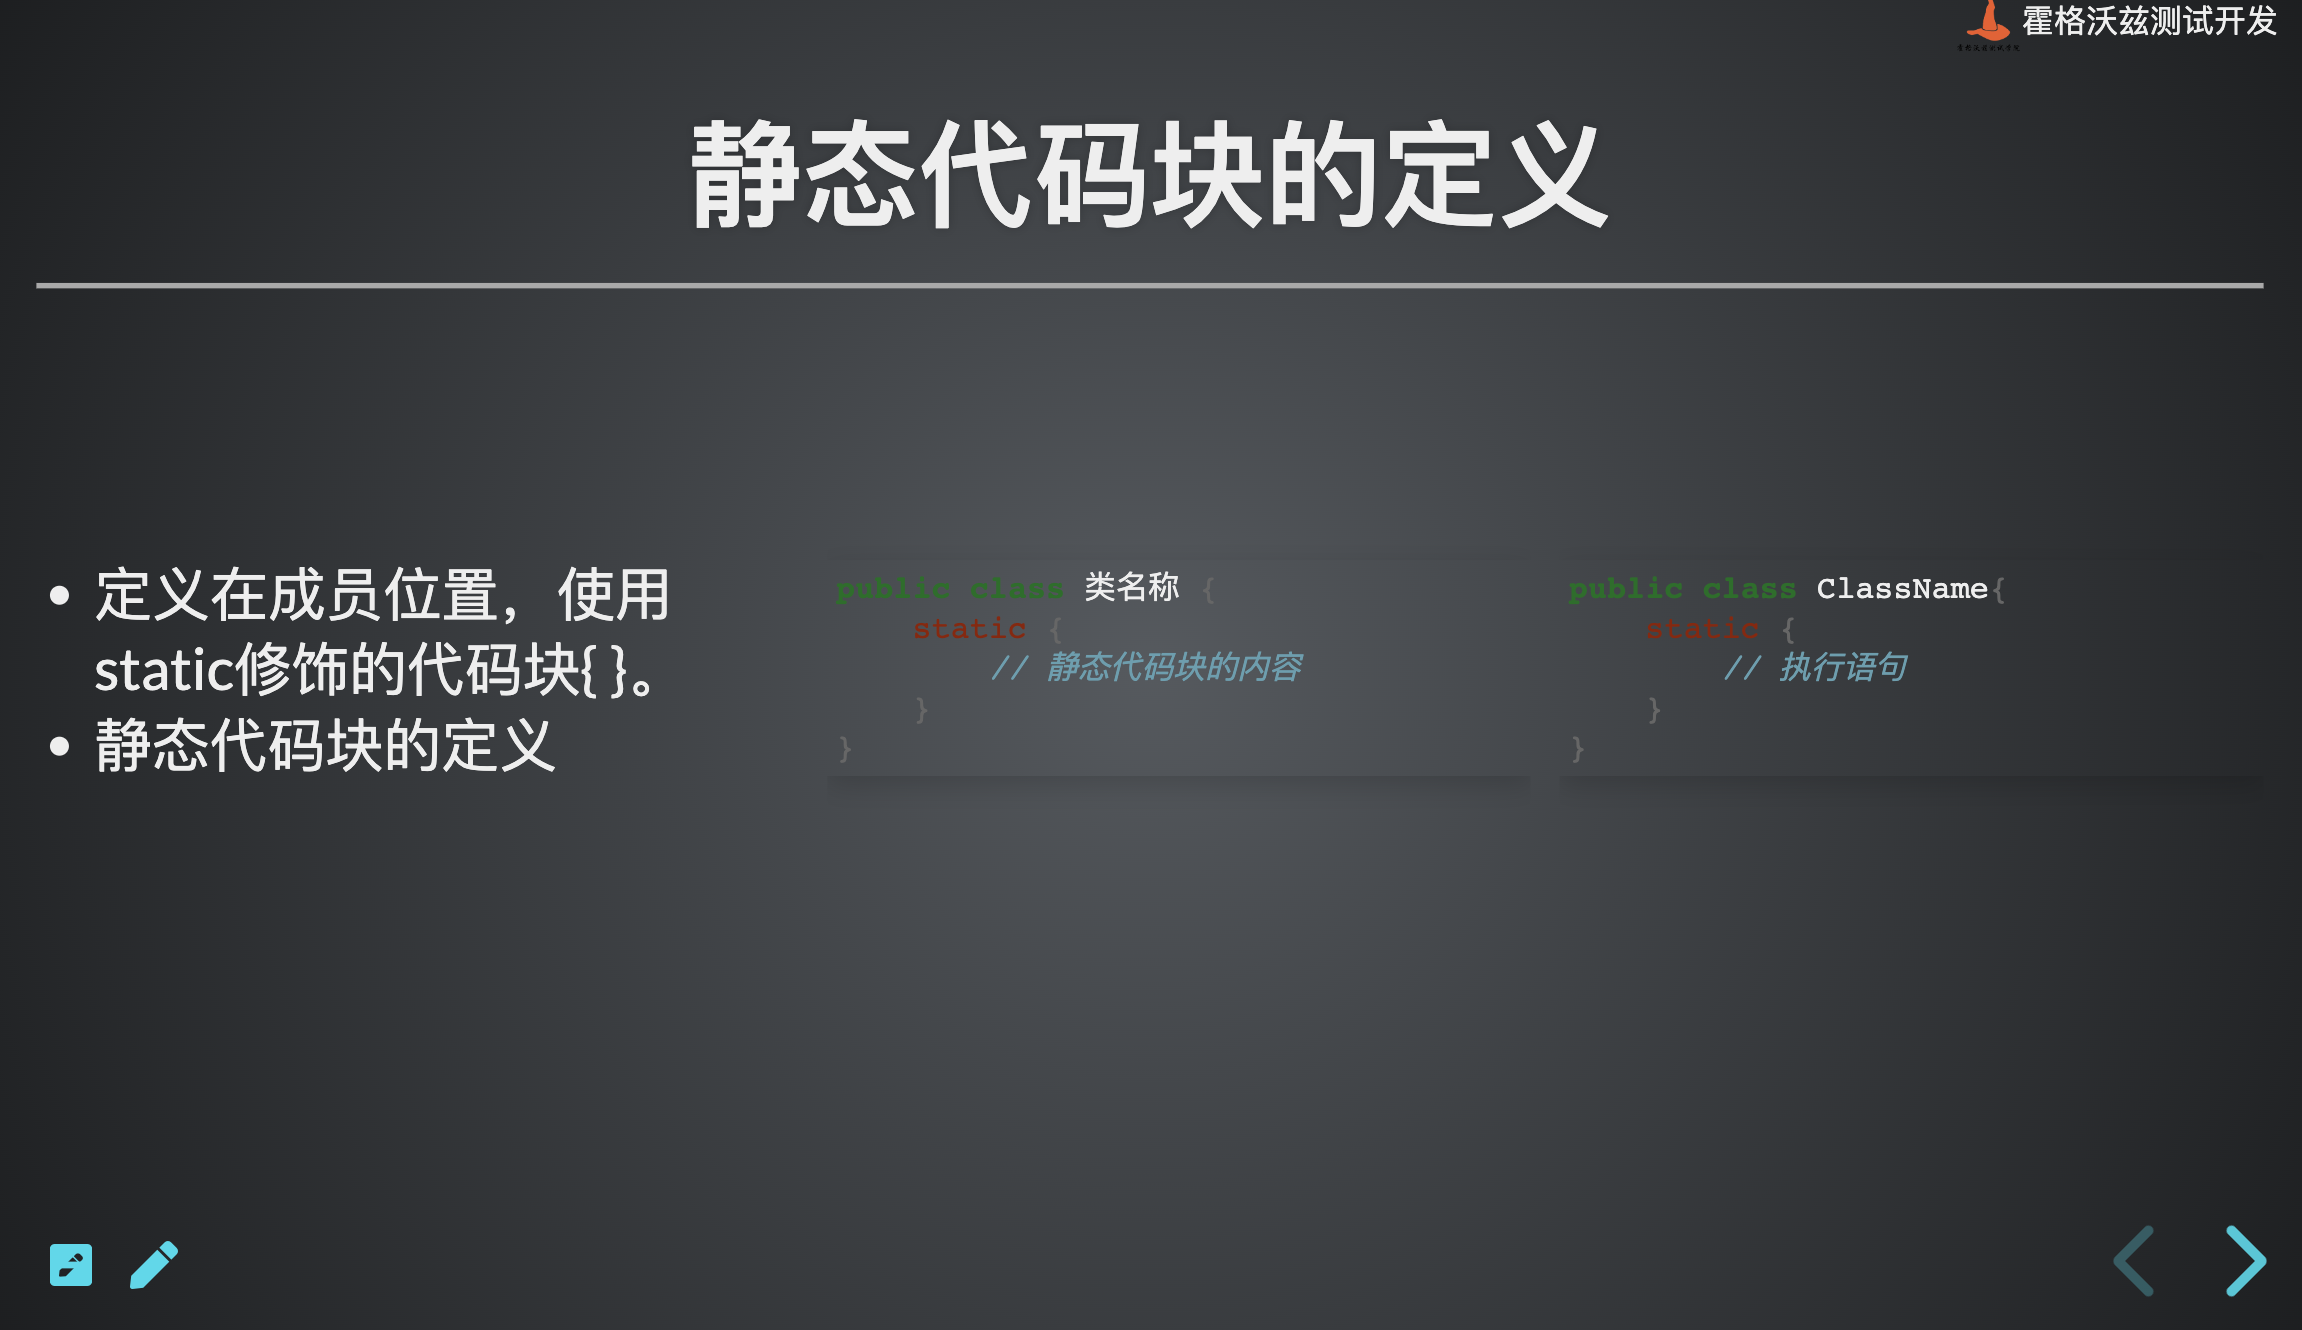 霍格沃兹测试开发
静态代码块的定义
• 定义在成员位置，使用
static修饰的代码块{ }。
• 静态代码块的定义
public class 类名称 {
    static {
        // 静态代码块的内容
    }
}
public class ClassName{
    static {
        // 执行语句
    }
}